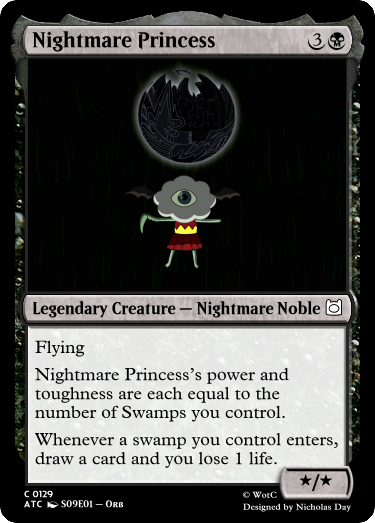 Nightmare Princess 3
Legendary Creature — Nightmare Noble
Flying
Nightmare Princess's power and
toughness are each equal to the
number of Swamps you control.
Whenever a swamp you control enters,
draw a card and you lose 1 life.
★/★
C 0129
ATC S09E01 — Orb
© WotC
Designed by Nicholas Day